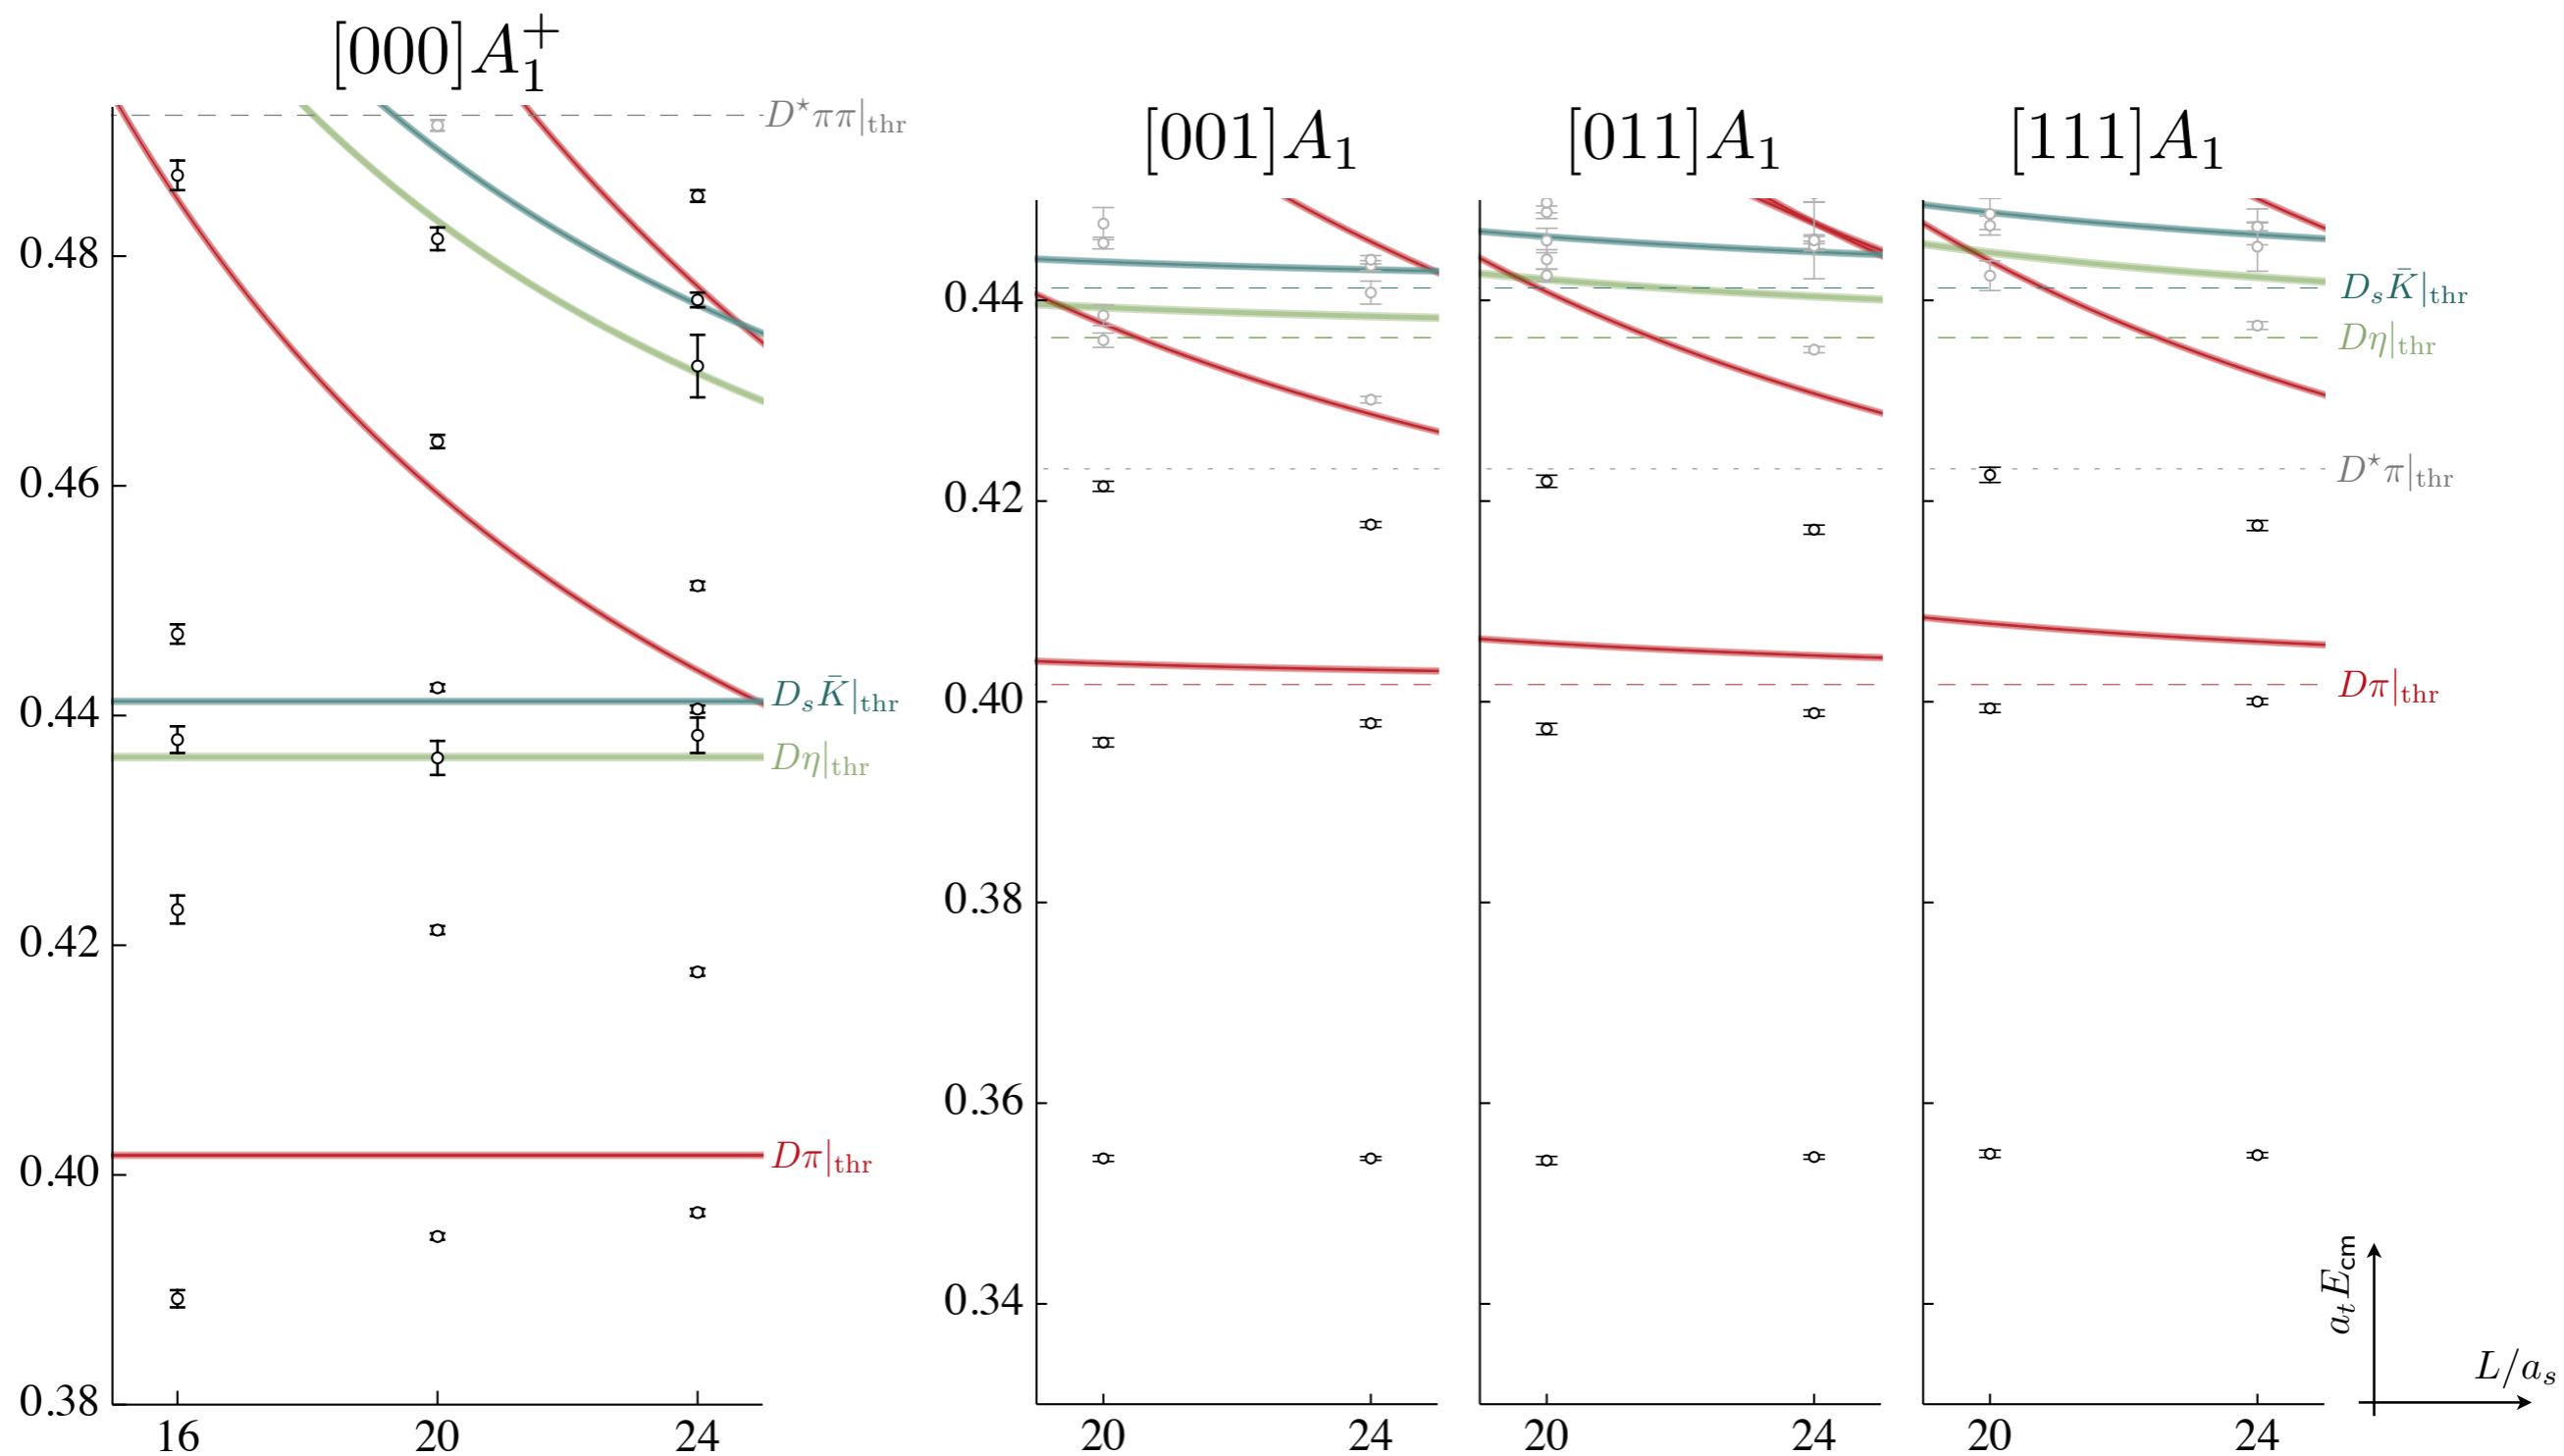 [000]A₁⁺
D⋆ππ|thr
0.48
0.46
0.44
0.42
0.40
0.38
DsK̄|thr
Dη|thr
Dπ|thr
16 20 24
[001]A₁
[011]A₁
[111]A₁
0.44
0.42
0.40
0.38
0.36
0.34
DsK̄|thr
Dη|thr
D⋆π|thr
Dπ|thr
20 24
20 24
20 24
aₜEcm
L/aₛ